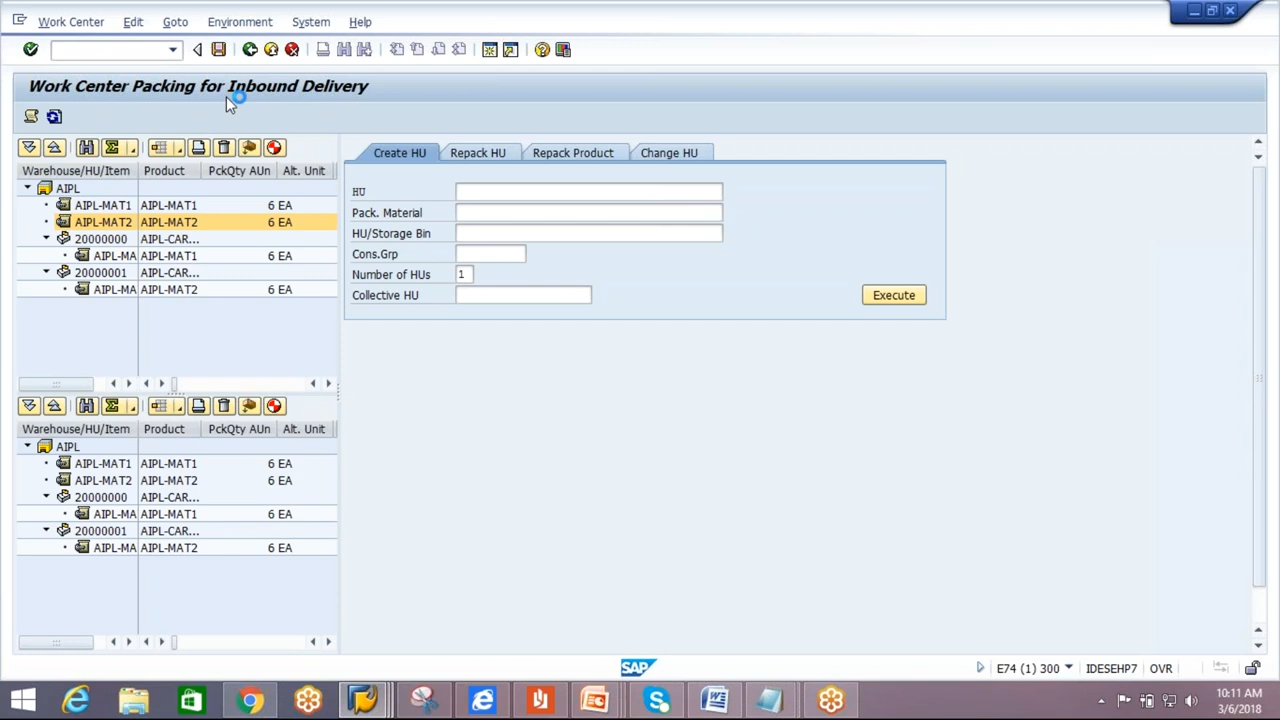 Work Center Edit Goto Environment System Help
Work Center Packing for Inbound Delivery
Warehouse/HU/Item Product PckQty AUn Alt. Unit
AIPL
AIPL-MAT1 AIPL-MAT1 6 EA
AIPL-MAT2 AIPL-MAT2 6 EA
20000000 AIPL-CAR...
AIPL-MA AIPL-MAT1 6 EA
20000001 AIPL-CAR...
AIPL-MA AIPL-MAT2 6 EA
Create HU Repack HU Repack Product Change HU
HU
Pack. Material
HU/Storage Bin
Cons.Grp
Number of HUs 1
Collective HU Execute
Warehouse/HU/Item Product PckQty AUn Alt. Unit
AIPL
AIPL-MAT1 AIPL-MAT1 6 EA
AIPL-MAT2 AIPL-MAT2 6 EA
20000000 AIPL-CAR...
AIPL-MA AIPL-MAT1 6 EA
20000001 AIPL-CAR...
AIPL-MA AIPL-MAT2 6 EA
SAP E74 (1) 300 IDESEHP7 OVR
10:11 AM
3/6/2018